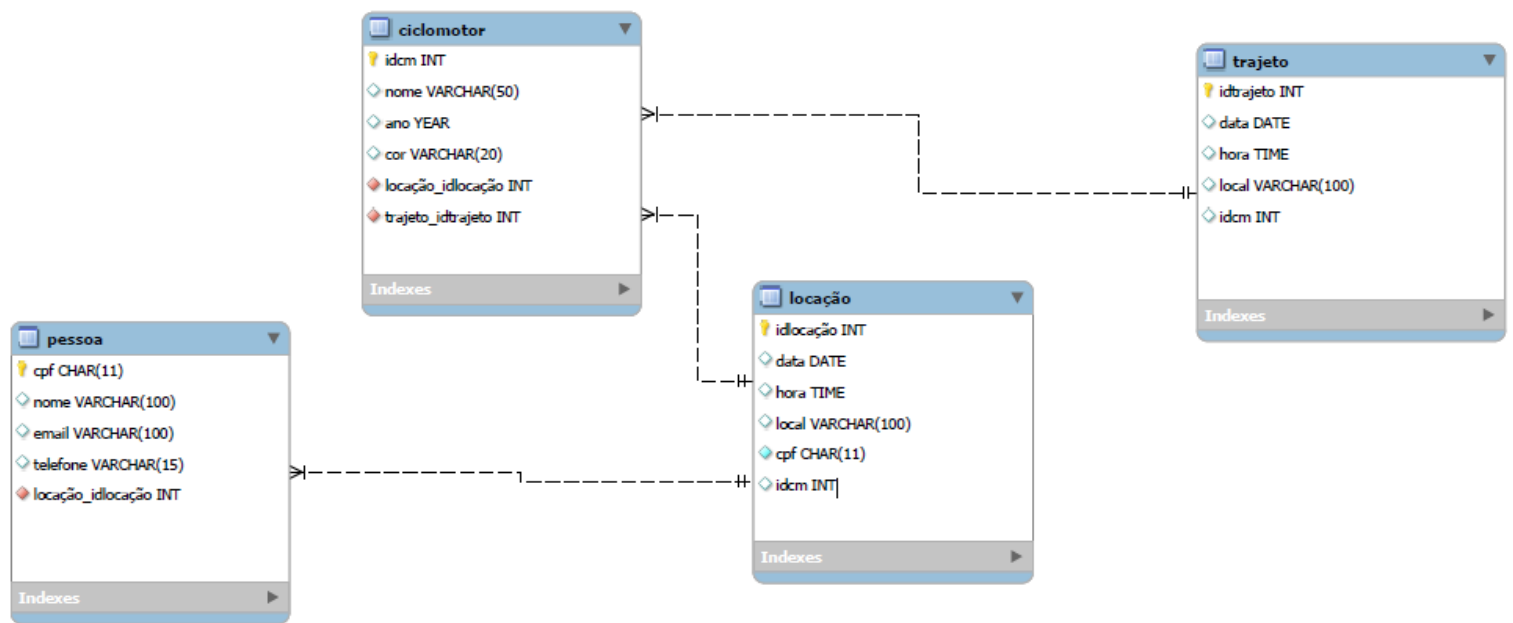 ciclomotor
idcm INT
nome VARCHAR(50)
ano YEAR
cor VARCHAR(20)
locação_idlocação INT
trajeto_idtrajeto INT
Indexes
trajeto
idtrajeto INT
data DATE
hora TIME
local VARCHAR(100)
idcm INT
Indexes
pessoa
cpf CHAR(11)
nome VARCHAR(100)
email VARCHAR(100)
telefone VARCHAR(15)
locação_idlocação INT
Indexes
locação
idlocação INT
data DATE
hora TIME
local VARCHAR(100)
cpf CHAR(11)
idcm INT
Indexes